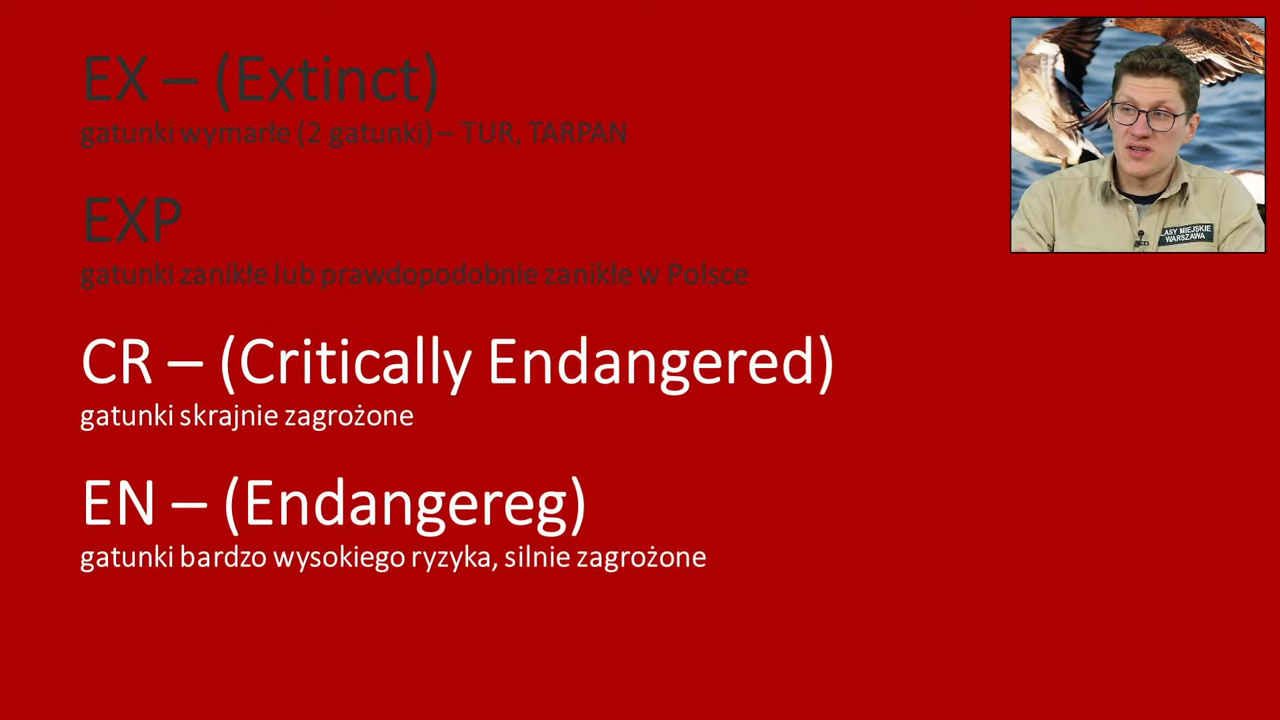 EX – (Extinct)
gatunki wymarłe (2 gatunki) – TUR, TARPAN
EXP
gatunki zanikłe lub prawdopodobnie zanikłe w Polsce
CR – (Critically Endangered)
gatunki skrajnie zagrożone
EN – (Endangereg)
gatunki bardzo wysokiego ryzyka, silnie zagrożone
LASY MIEJSKIE
WARSZAWA